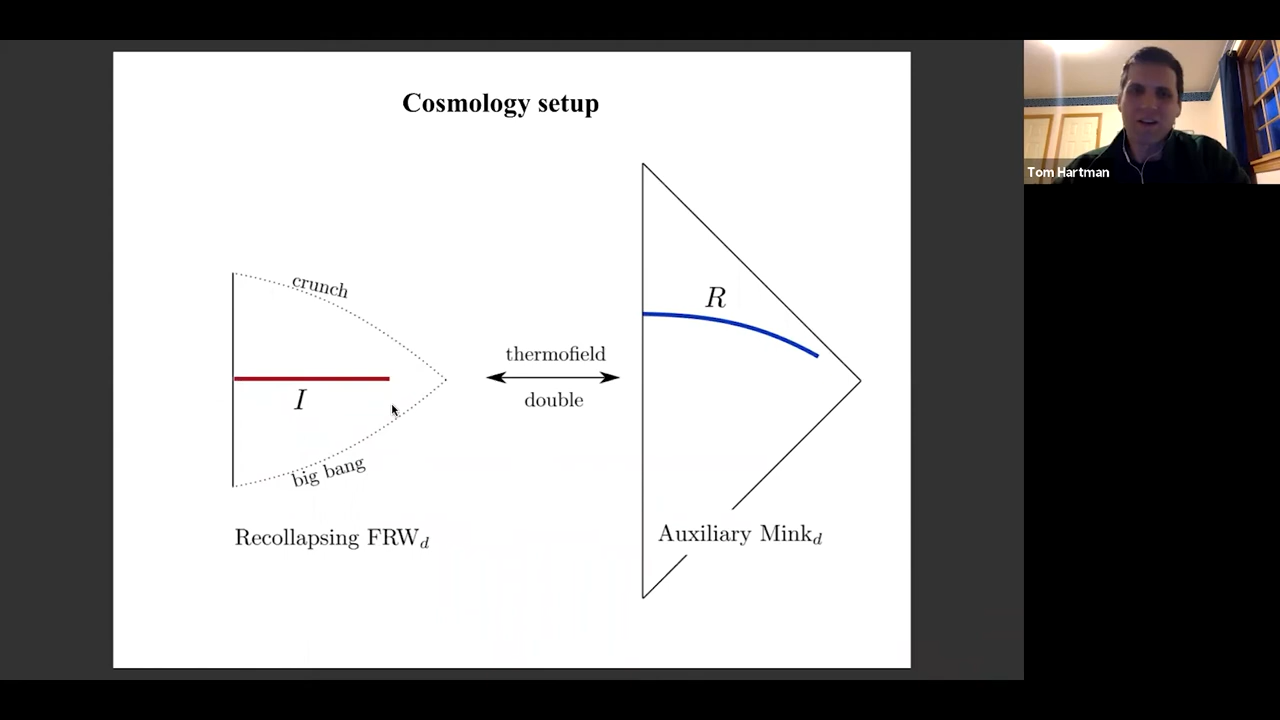 Cosmology setup
Tom Hartman
crunch
I
big bang
Recollapsing FRW_d
thermofield
double
R
Auxiliary Mink_d